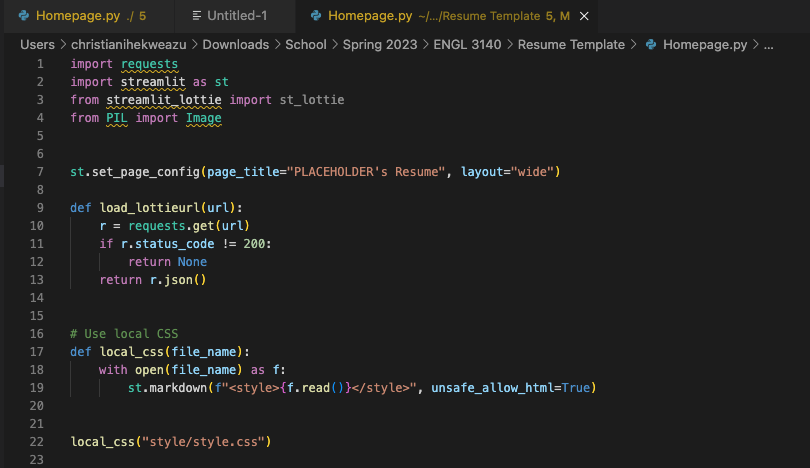 Homepage.py ./ 5 Untitled-1 Homepage.py ~/.../Resume Template 5, M
Users > christianihekweazu > Downloads > School > Spring 2023 > ENGL 3140 > Resume Template > Homepage.py > ...
1 import requests
2 import streamlit as st
3 from streamlit_lottie import st_lottie
4 from PIL import Image
5
6
7 st.set_page_config(page_title="PLACEHOLDER's Resume", layout="wide")
8
9 def load_lottieurl(url):
10     r = requests.get(url)
11     if r.status_code != 200:
12         return None
13     return r.json()
14
15
16 # Use local CSS
17 def local_css(file_name):
18     with open(file_name) as f:
19         st.markdown(f"<style>{f.read()}</style>", unsafe_allow_html=True)
20
21
22 local_css("style/style.css")
23